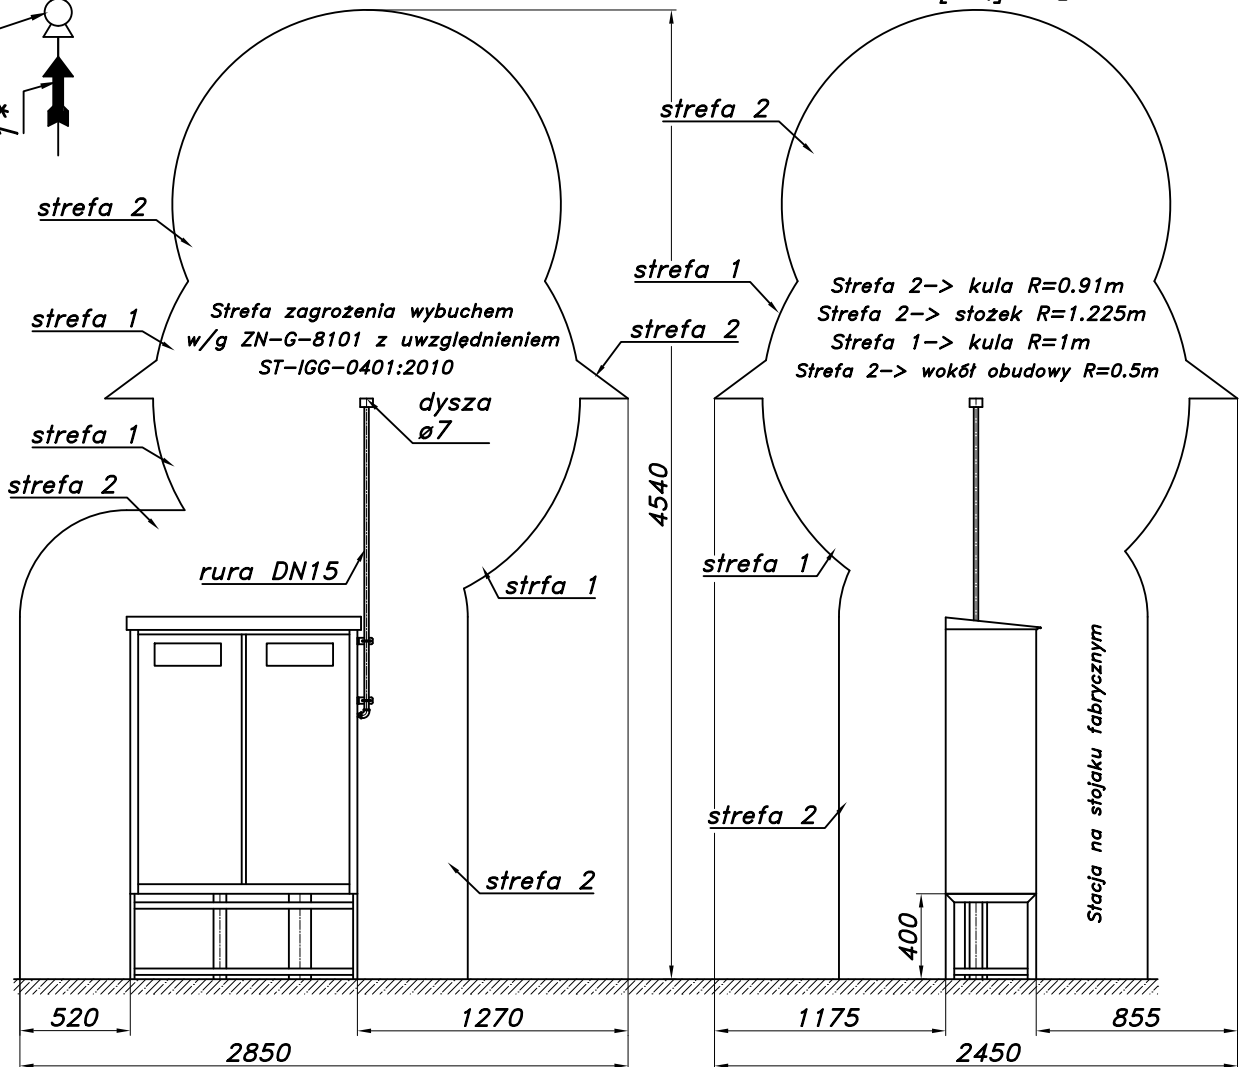 1*
strefa 2
strefa 2
strefa 1
strefa 1
Strefa zagrożenia wybuchem
w/g ZN-G-8101 z uwzględnieniem
ST-IGG-0401:2010
strefa 2
Strefa 2-> kula R=0.91m
Strefa 2-> stożek R=1.225m
Strefa 1-> kula R=1m
Strefa 2-> wokół obudowy R=0.5m
dysza
ø7
strefa 1
strefa 2
4540
rura DN15
strfa 1
strefa 1
strefa 2
strefa 2
Stacja na stojaku fabrycznym
400
520
1270
1175
855
2850
2450